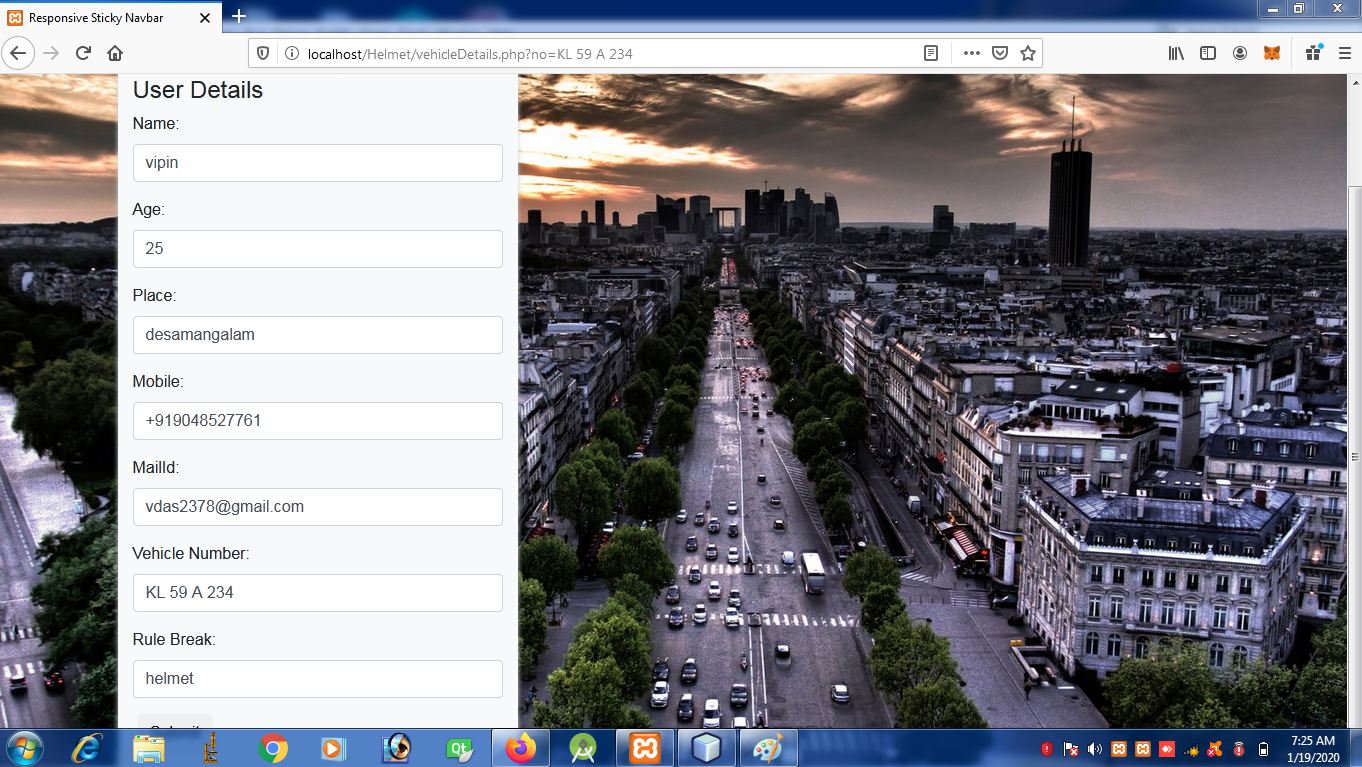 Responsive Sticky Navbar
localhost/Helmet/vehicleDetails.php?no=KL 59 A 234
User Details
Name:
vipin
Age:
25
Place:
desamangalam
Mobile:
+919048527761
MailId:
vdas2378@gmail.com
Vehicle Number:
KL 59 A 234
Rule Break:
helmet
Submit
Qt
7:25 AM
1/19/2020